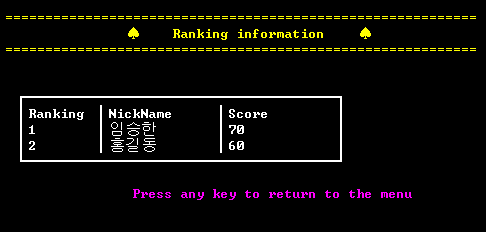 ============================================================
♠ Ranking information ♠
============================================================
Ranking NickName Score
1 임승한 70
2 홍길동 60
Press any key to return to the menu